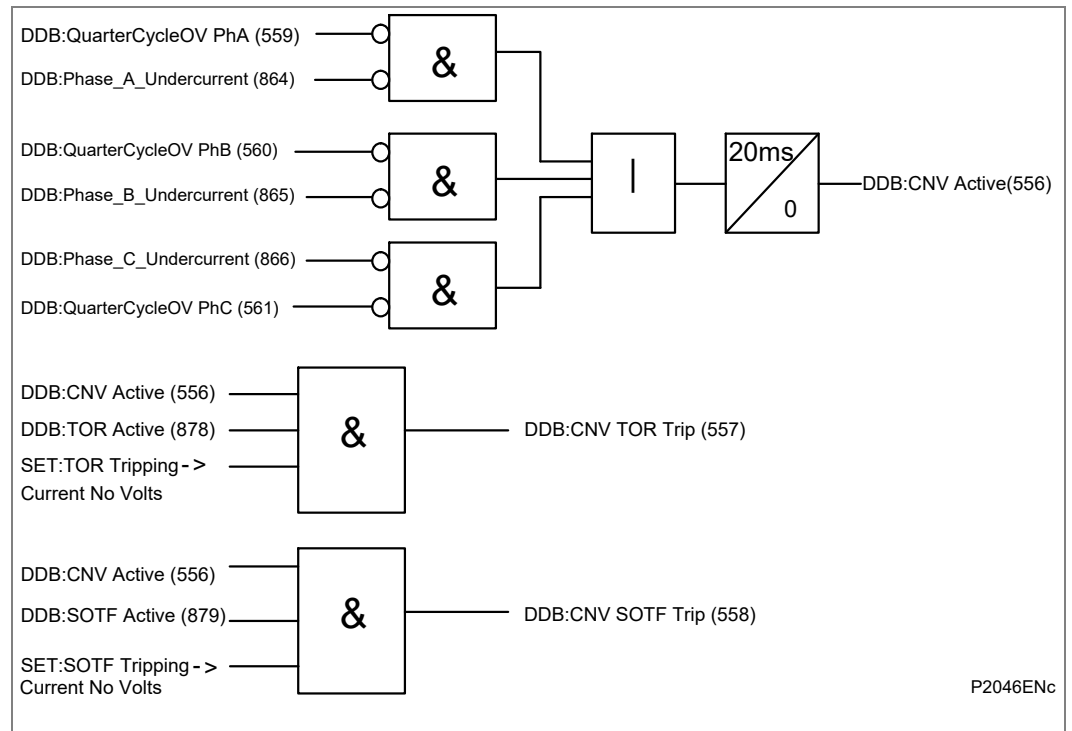 DDB:QuarterCycleOV PhA (559)
DDB:Phase_A_Undercurrent (864)
&
DDB:QuarterCycleOV PhB (560)
DDB:Phase_B_Undercurrent (865)
&
DDB:Phase_C_Undercurrent (866)
DDB:QuarterCycleOV PhC (561)
&
|
20ms
0
DDB:CNV Active(556)
DDB:CNV Active (556)
DDB:TOR Active (878)
SET:TOR Tripping->
Current No Volts
&
DDB:CNV TOR Trip (557)
DDB:CNV Active (556)
DDB:SOTF Active (879)
SET:SOTF Tripping->
Current No Volts
&
DDB:CNV SOTF Trip (558)
P2046ENc